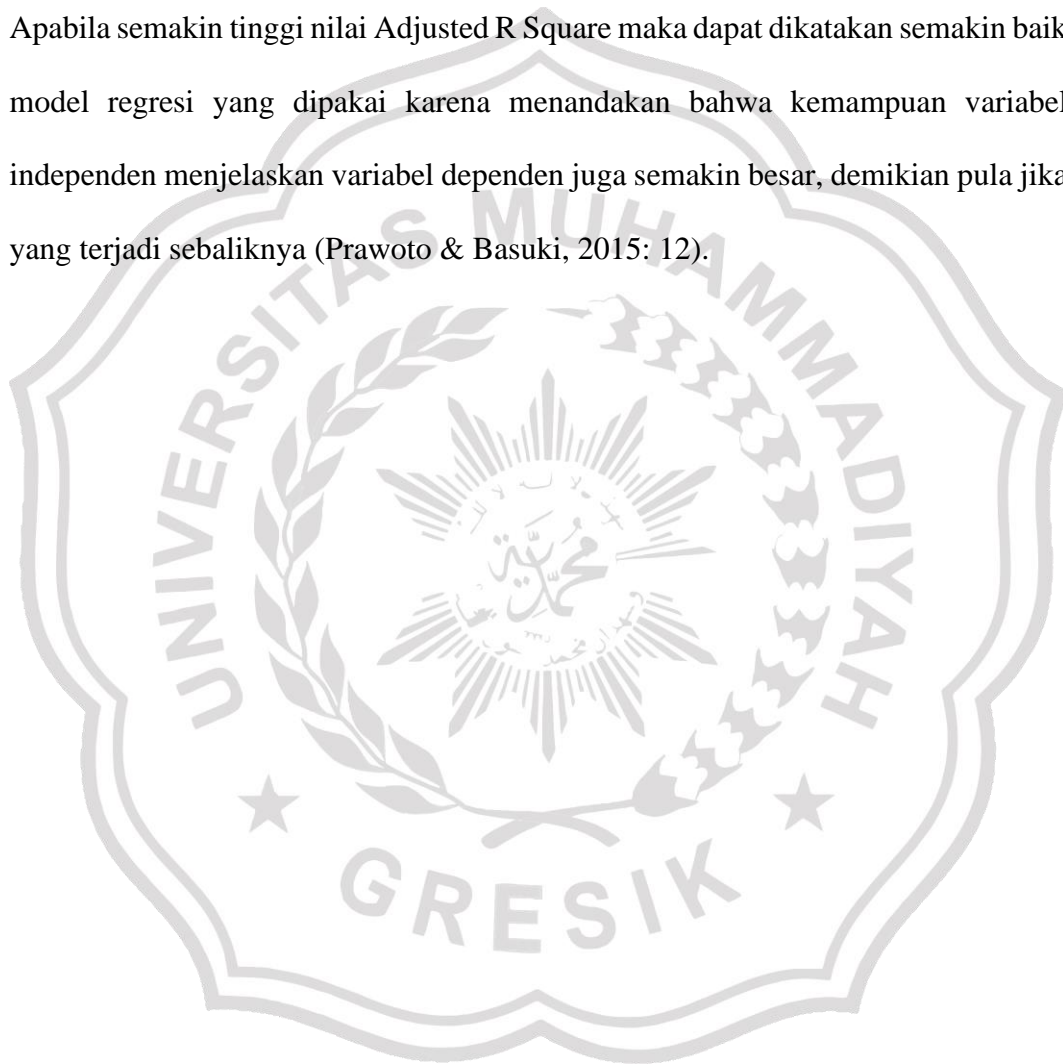 Apabila semakin tinggi nilai Adjusted R Square maka dapat dikatakan semakin baik
model regresi yang dipakai karena menandakan bahwa kemampuan variabel
independen menjelaskan variabel dependen juga semakin besar, demikian pula jika
yang terjadi sebaliknya (Prawoto & Basuki, 2015: 12).
UNIVERSITAS MUHAMMADIYAH
GRESIK